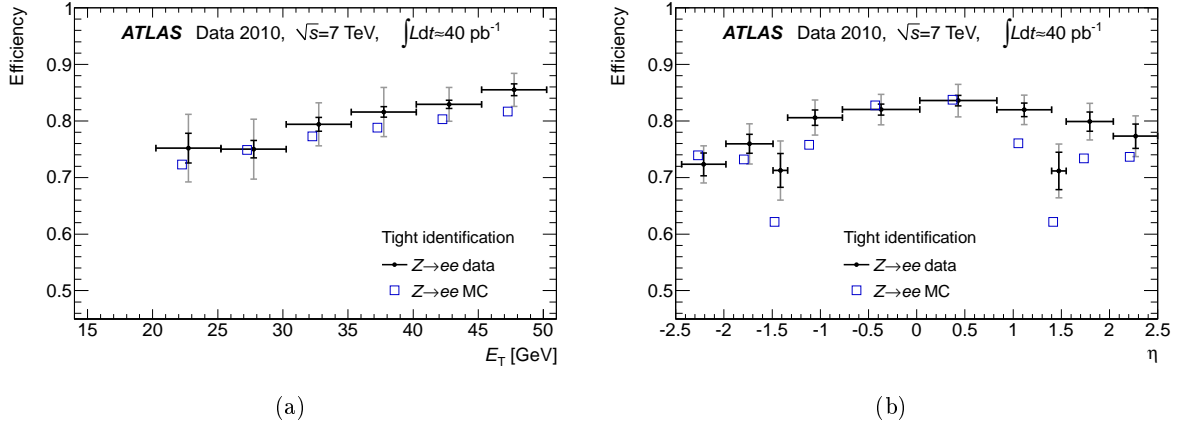 ATLAS Data 2010, √s=7 TeV, ∫Ldt≈40 pb⁻¹
Efficiency
1
0.9
0.8
0.7
0.6
0.5
Tight identification
Z→ee data
Z→ee MC
15 20 25 30 35 40 45 50
E_T [GeV]
(a)
ATLAS Data 2010, √s=7 TeV, ∫Ldt≈40 pb⁻¹
Efficiency
1
0.9
0.8
0.7
0.6
0.5
Tight identification
Z→ee data
Z→ee MC
-2.5 -2 -1.5 -1 -0.5 0 0.5 1 1.5 2 2.5
η
(b)